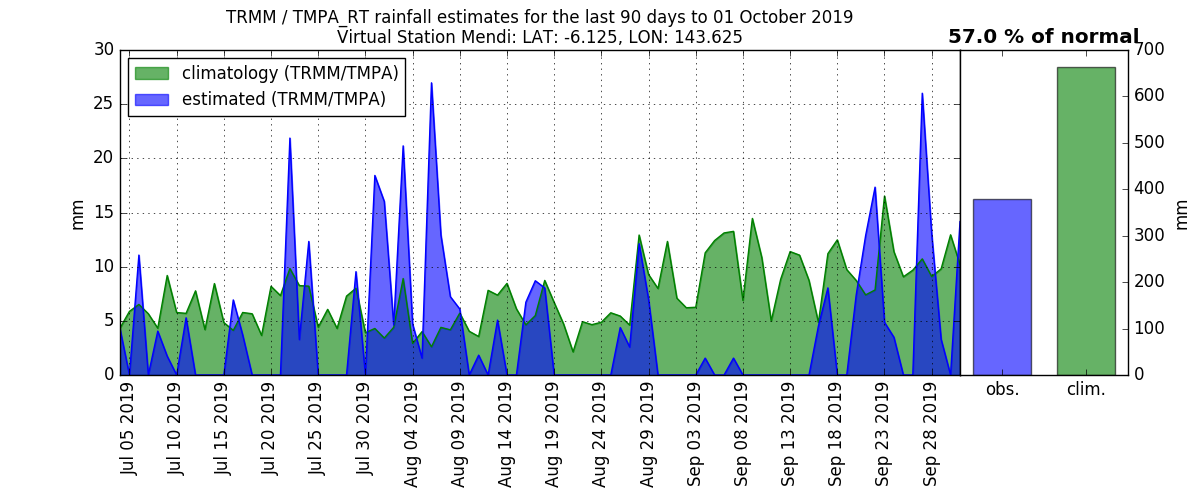 TRMM / TMPA_RT rainfall estimates for the last 90 days to 01 October 2019
Virtual Station Mendi: LAT: -6.125, LON: 143.625
57.0 % of normal
climatology (TRMM/TMPA)
estimated (TRMM/TMPA)
30
25
20
15
10
5
0
mm
700
600
500
400
300
200
100
0
mm
Jul 05 2019
Jul 10 2019
Jul 15 2019
Jul 20 2019
Jul 25 2019
Jul 30 2019
Aug 04 2019
Aug 09 2019
Aug 14 2019
Aug 19 2019
Aug 24 2019
Aug 29 2019
Sep 03 2019
Sep 08 2019
Sep 13 2019
Sep 18 2019
Sep 23 2019
Sep 28 2019
obs.
clim.